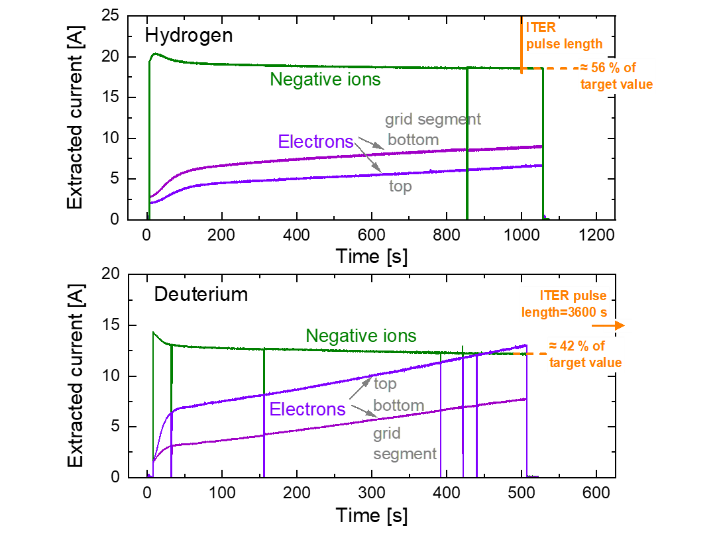 Hydrogen
ITER
pulse length
≈ 56 % of
target value
Negative ions
Electrons
grid segment
bottom
top
Extracted current [A]
25
20
15
10
5
0
0 200 400 600 800 1000 1200
Time [s]
Deuterium
ITER pulse
length=3600 s
Negative ions
≈ 42 % of
target value
Electrons
top
bottom
grid
segment
Extracted current [A]
20
15
10
5
0
0 100 200 300 400 500 600
Time [s]